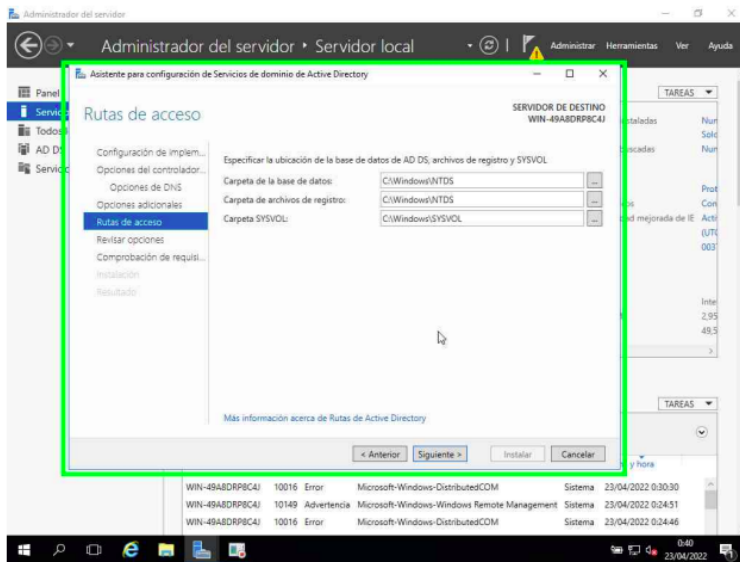 Administrador del servidor
Administrador del servidor ‣ Servidor local
Administrar Herramientas Ver Ayuda
Panel
Todos
AD DS
TAREAS
Asistente para configuración de Servicios de dominio de Active Directory
Rutas de acceso
SERVIDOR DE DESTINO
WIN-49A8DRP8C4J
Configuración de implem...
Opciones del controlador...
Opciones de DNS
Opciones adicionales
Rutas de acceso
Revisar opciones
Comprobación de requisi...
Instalación
Resultado
Especificar la ubicación de la base de datos de AD DS, archivos de registro y SYSVOL
Carpeta de la base de datos: C:\Windows\NTDS ...
Carpeta de archivos de registro: C:\Windows\NTDS ...
Carpeta SYSVOL: C:\Windows\SYSVOL ...
Más información acerca de Rutas de Active Directory
< Anterior Siguiente > Instalar Cancelar
TAREAS
y hora
WIN-49A8DRP8C4J 10016 Error Microsoft-Windows-DistributedCOM Sistema 23/04/2022 0:30:30
WIN-49A8DRP8C4J 10149 Advertencia Microsoft-Windows-Windows Remote Management Sistema 23/04/2022 0:24:51
WIN-49A8DRP8C4J 10016 Error Microsoft-Windows-DistributedCOM Sistema 23/04/2022 0:24:46
0:40
23/04/2022